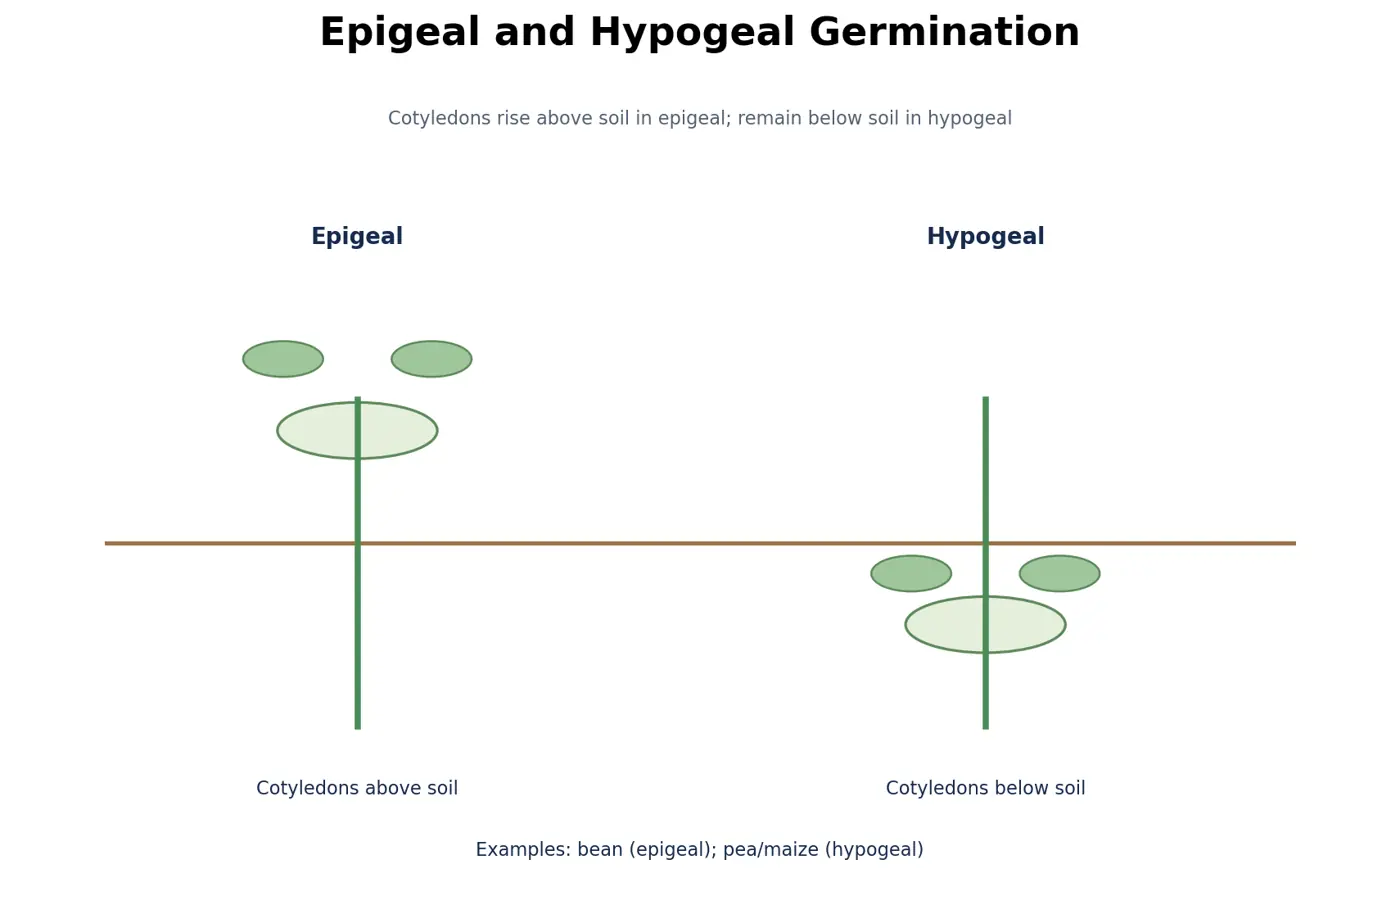 Epigeal and Hypogeal Germination
Cotyledons rise above soil in epigeal; remain below soil in hypogeal
Epigeal
Hypogeal
Cotyledons above soil
Cotyledons below soil
Examples: bean (epigeal); pea/maize (hypogeal)